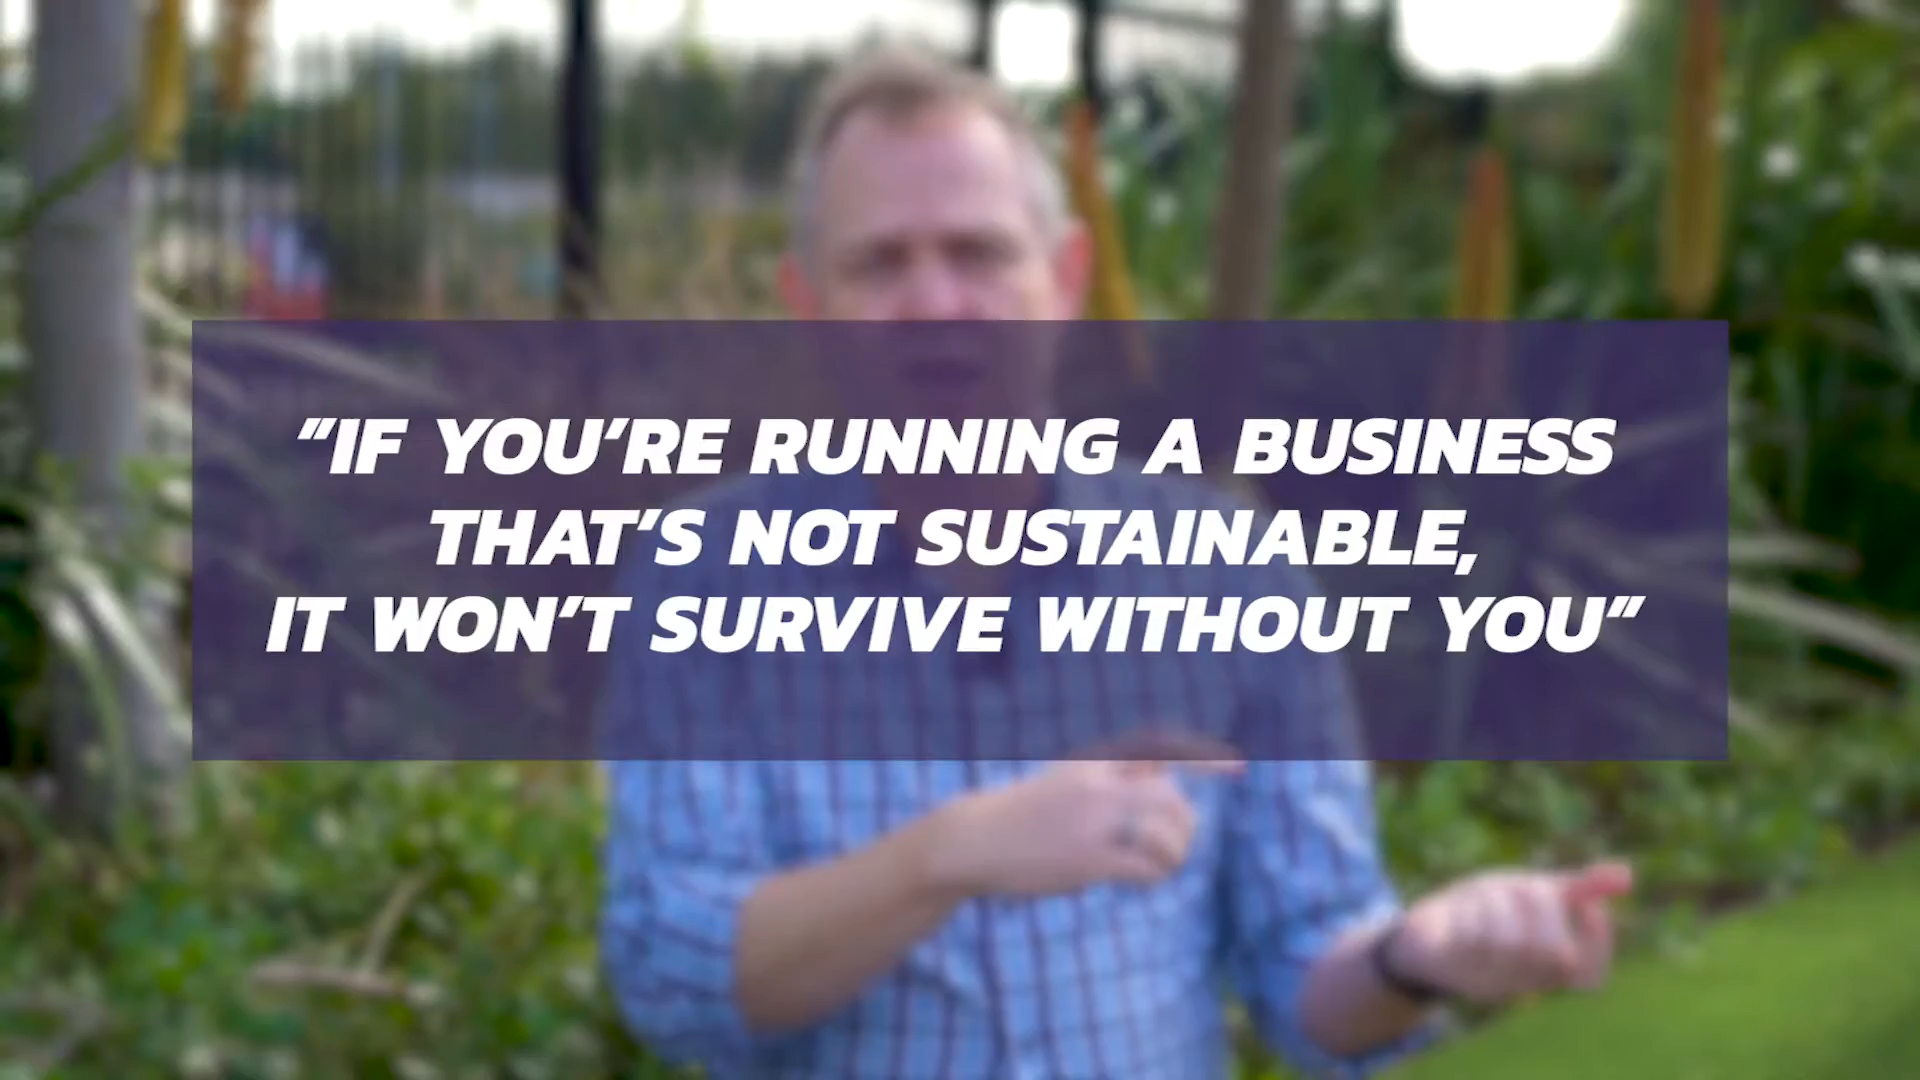 "IF YOU'RE RUNNING A BUSINESS
THAT'S NOT SUSTAINABLE,
IT WON'T SURVIVE WITHOUT YOU"